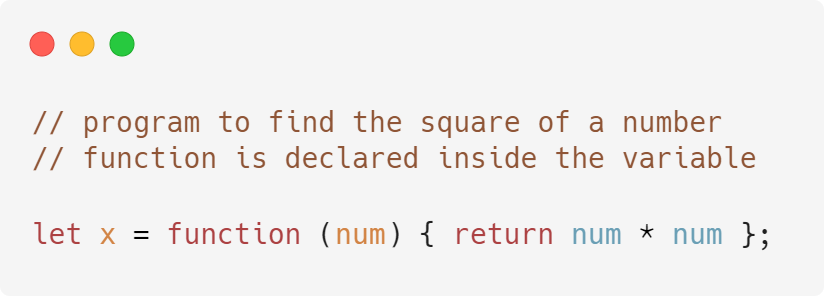 // program to find the square of a number
// function is declared inside the variable
let x = function (num) { return num * num };